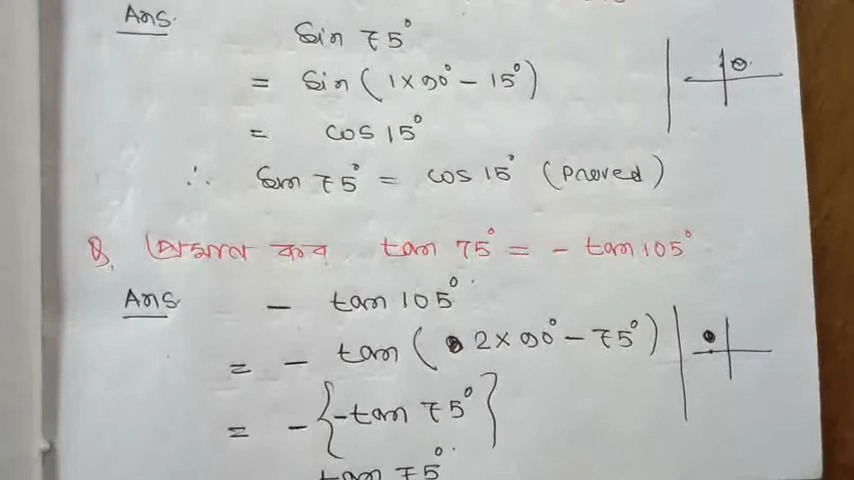 Ans.
Sin 75°
= Sin (1×90° - 15°)
= cos 15°
∴ Sin 75° = cos 15° (Proved)
Q. প্রমাণ কর tan 75° = - tan 105°
Ans. - tan 105°
= - tan (2×90° - 75°)
= - {-tan 75°}
tan 75°